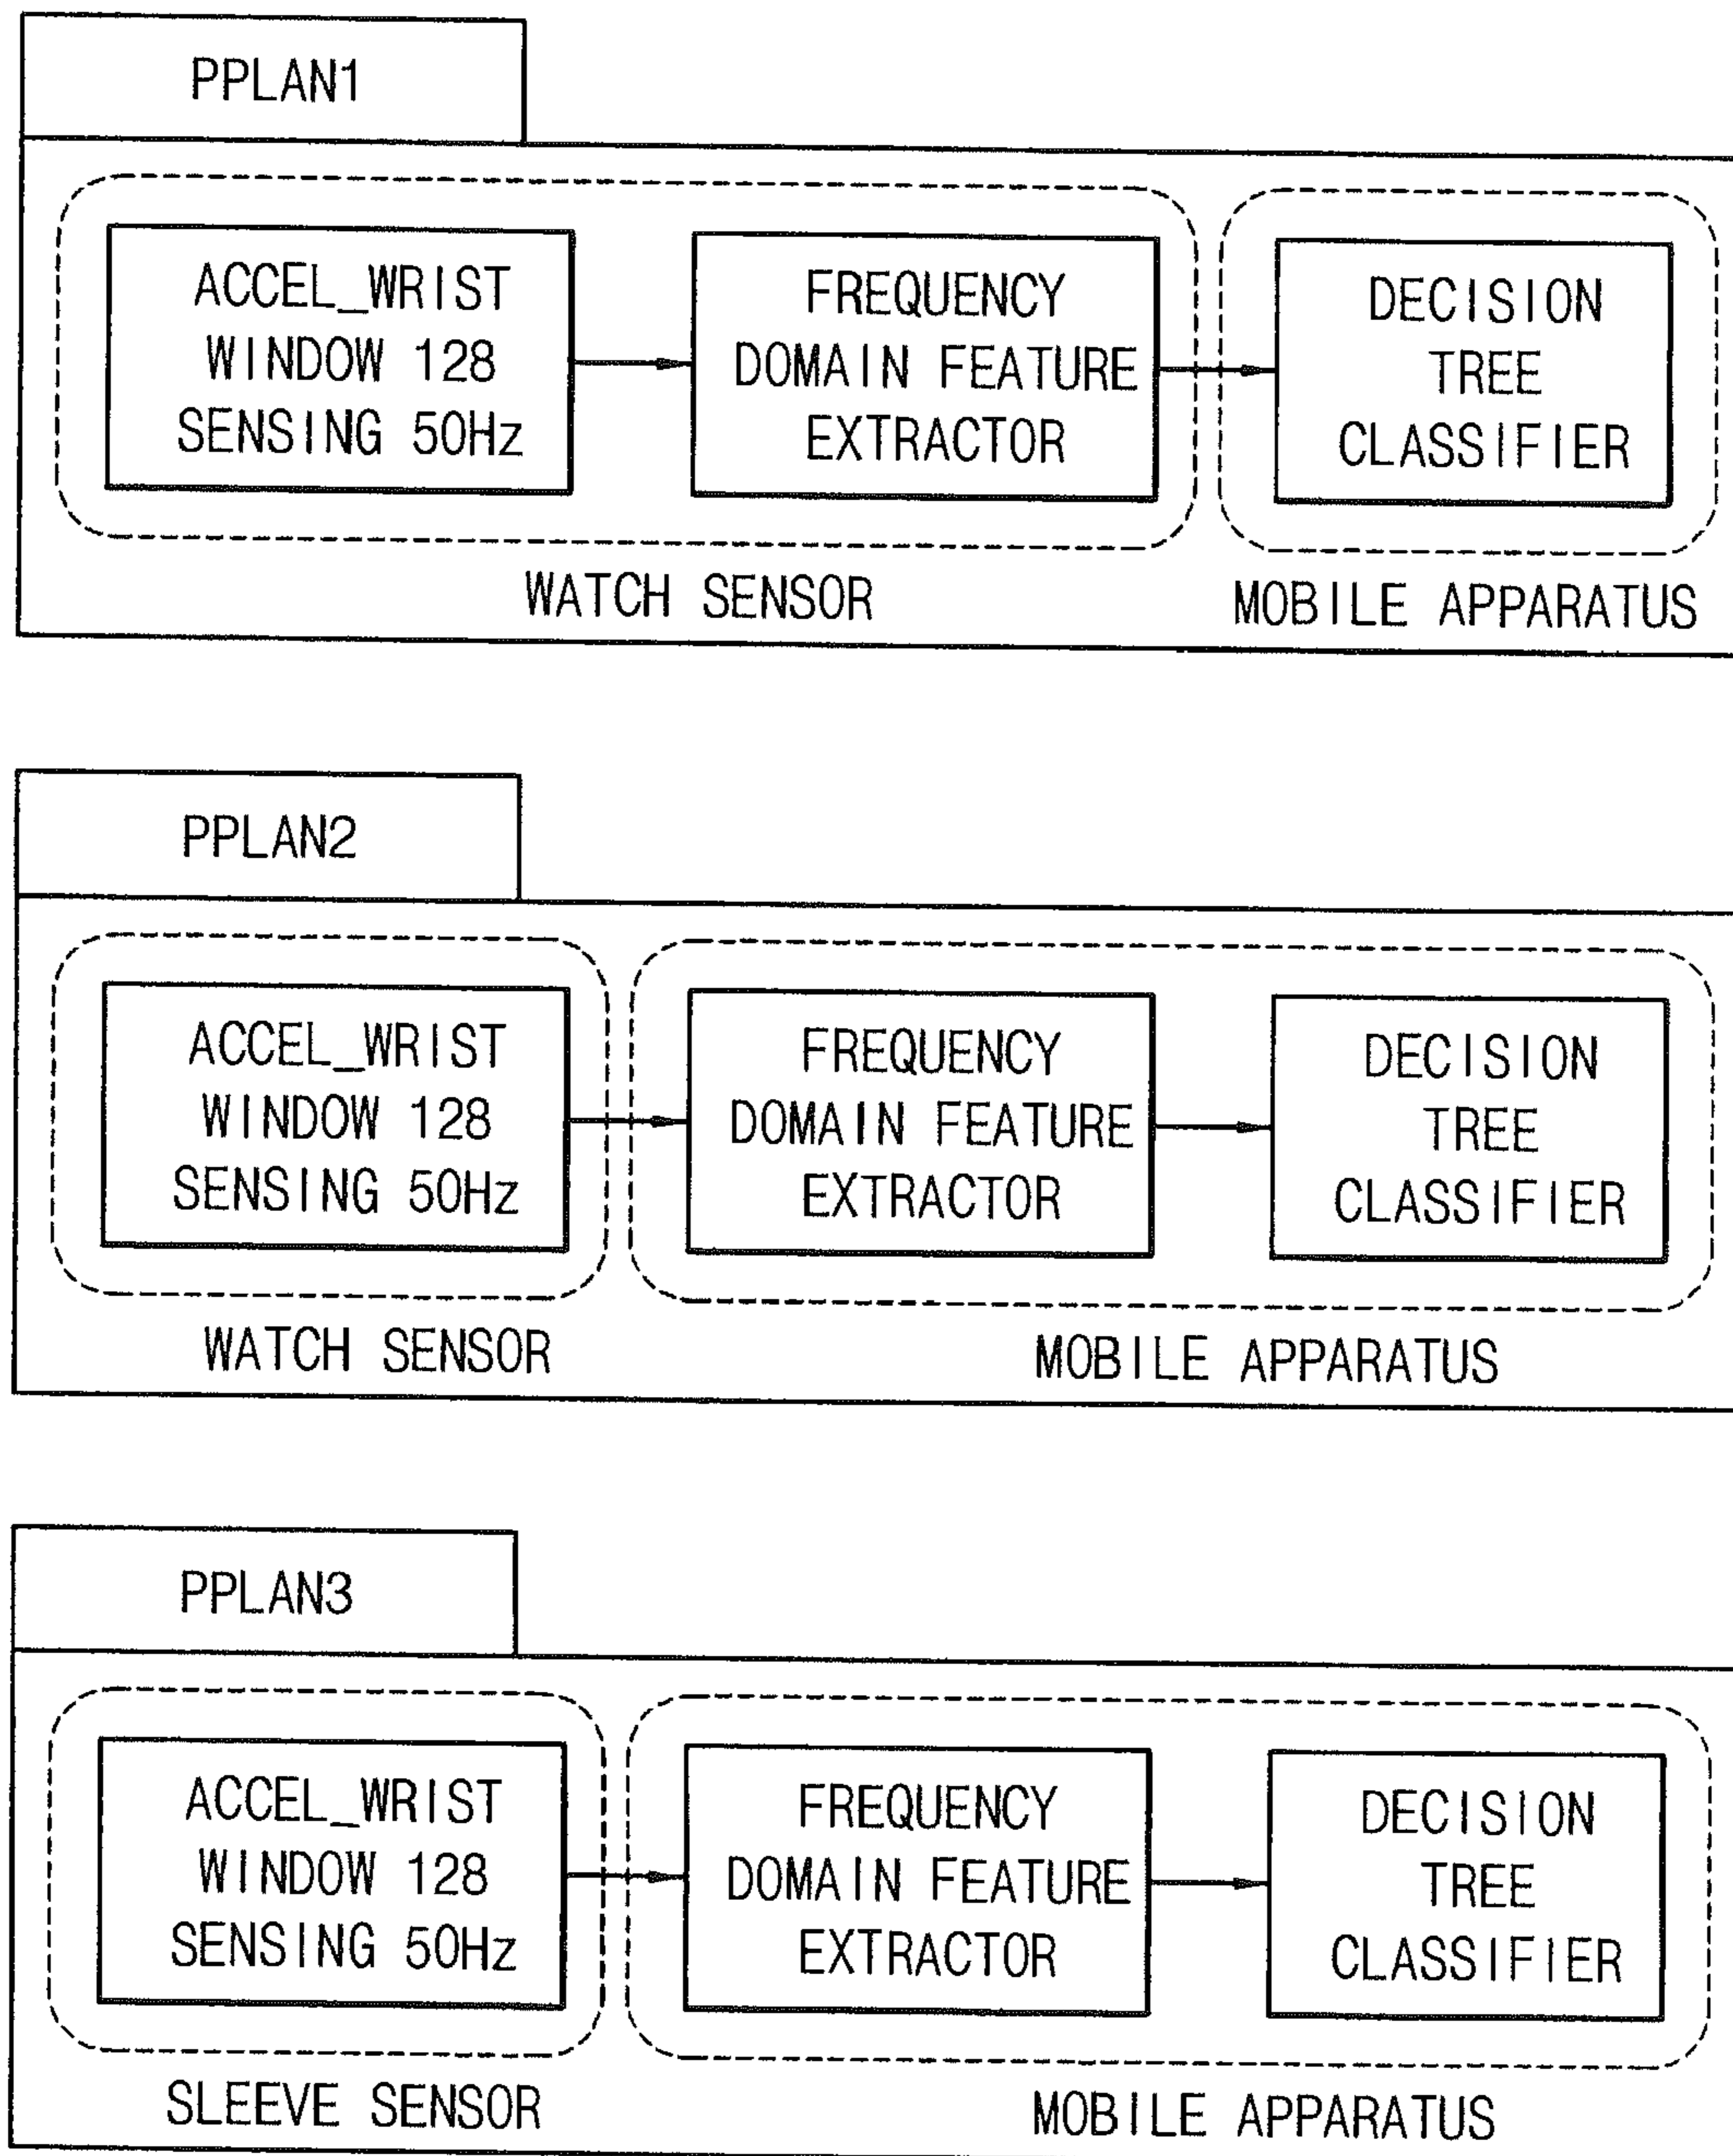 PPLAN1
ACCEL_WRIST
WINDOW 128
SENSING 50Hz
FREQUENCY
DOMAIN FEATURE
EXTRACTOR
DECISION
TREE
CLASSIFIER
WATCH SENSOR
MOBILE APPARATUS
PPLAN2
ACCEL_WRIST
WINDOW 128
SENSING 50Hz
FREQUENCY
DOMAIN FEATURE
EXTRACTOR
DECISION
TREE
CLASSIFIER
WATCH SENSOR
MOBILE APPARATUS
PPLAN3
ACCEL_WRIST
WINDOW 128
SENSING 50Hz
FREQUENCY
DOMAIN FEATURE
EXTRACTOR
DECISION
TREE
CLASSIFIER
SLEEVE SENSOR
MOBILE APPARATUS